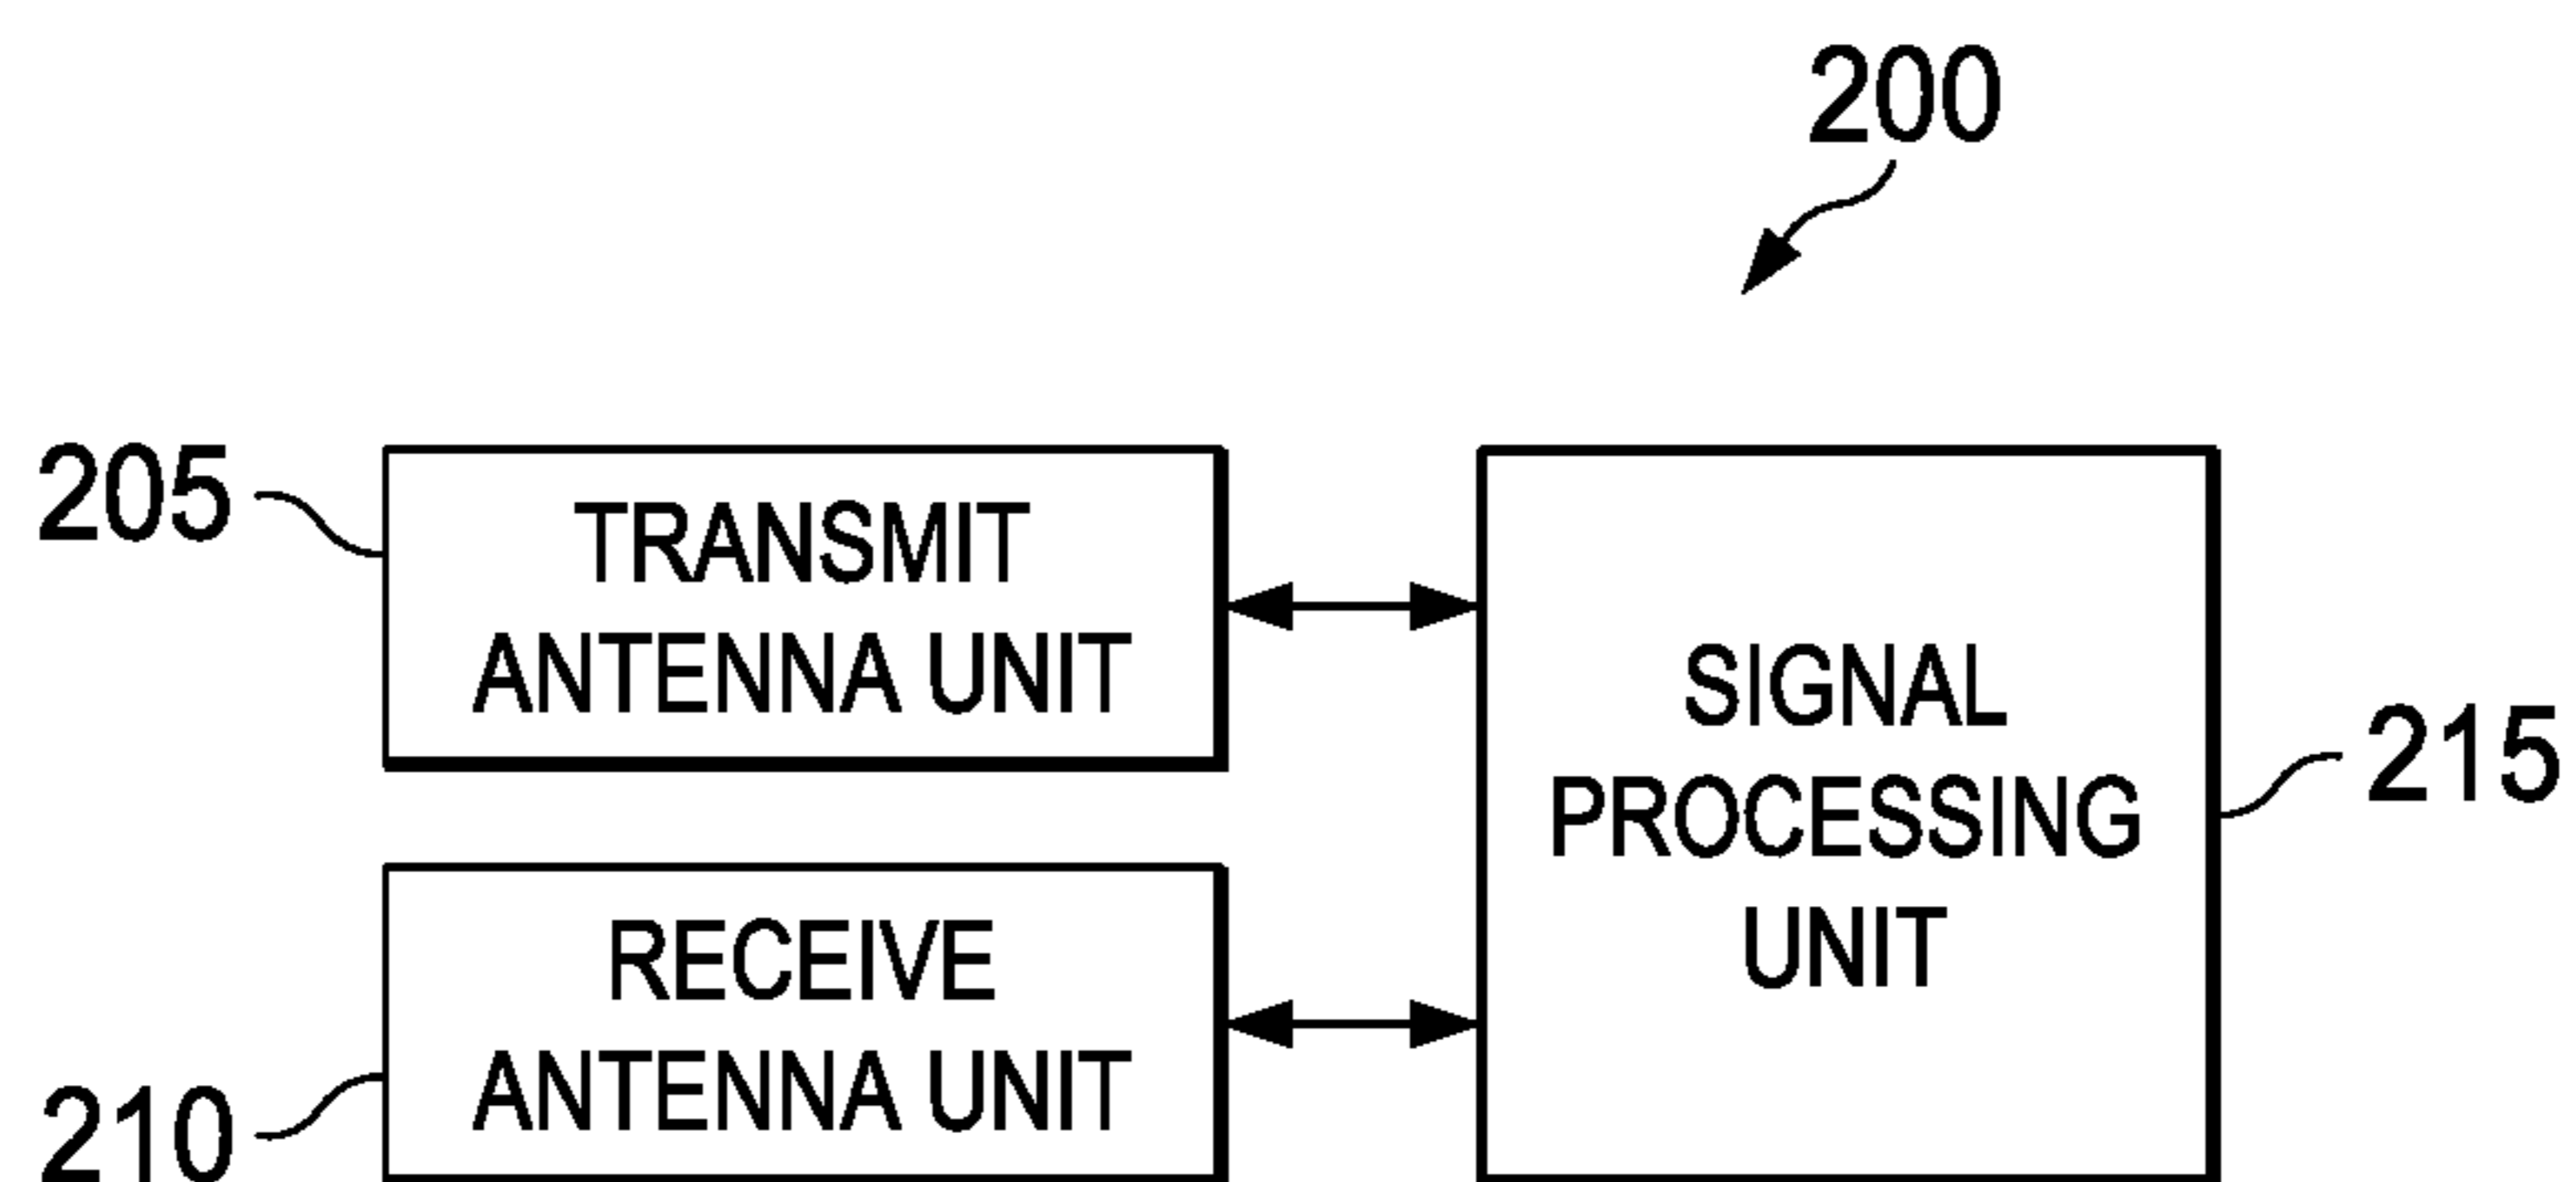 200
205
TRANSMIT
ANTENNA UNIT
SIGNAL
PROCESSING
UNIT
215
RECEIVE
ANTENNA UNIT
210